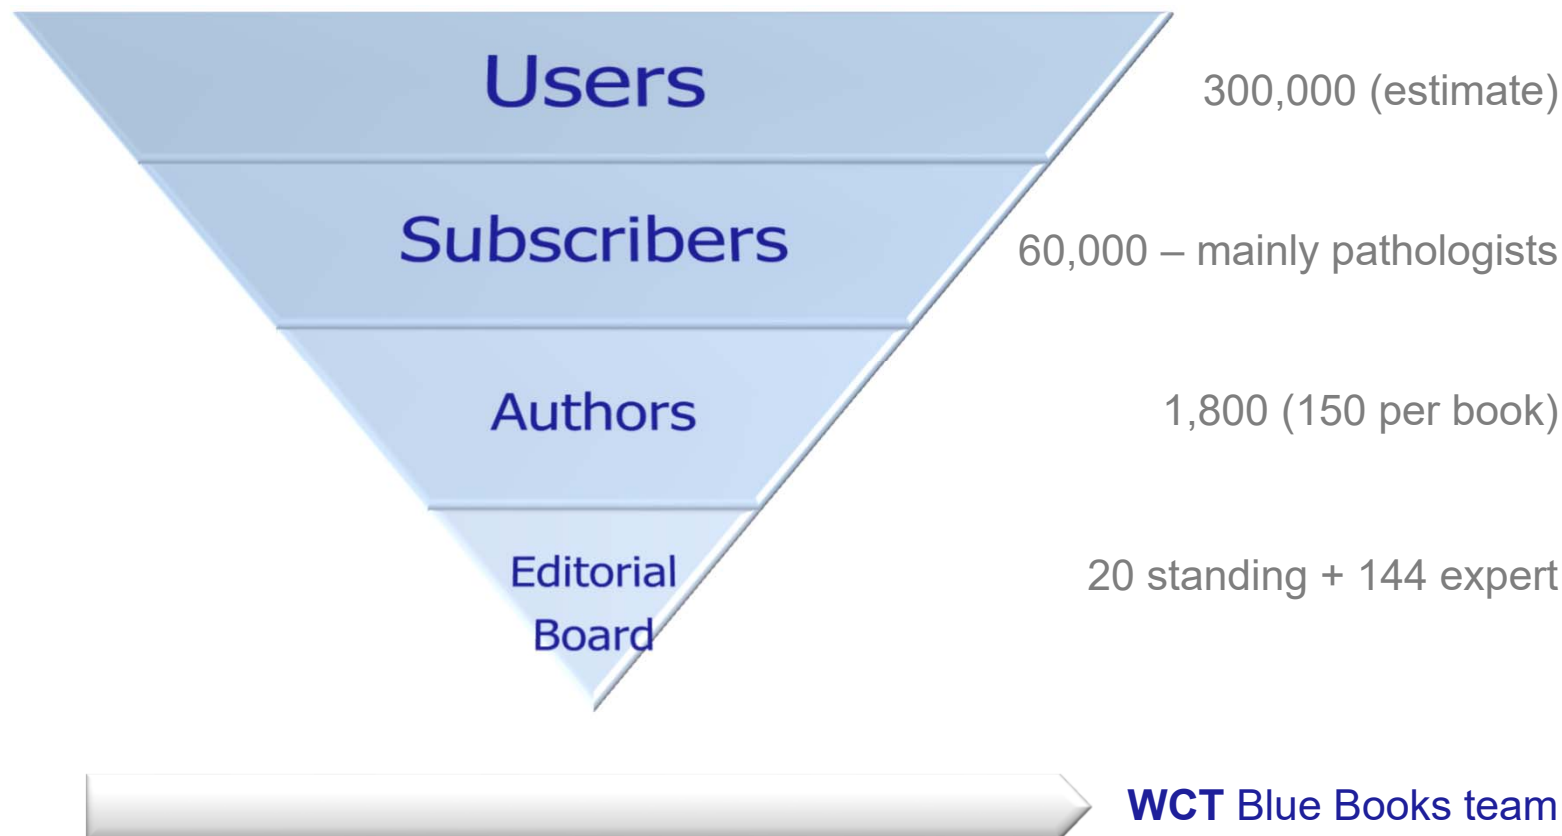 Users
300,000 (estimate)
Subscribers
60,000 – mainly pathologists
Authors
1,800 (150 per book)
Editorial
Board
20 standing + 144 expert
WCT Blue Books team